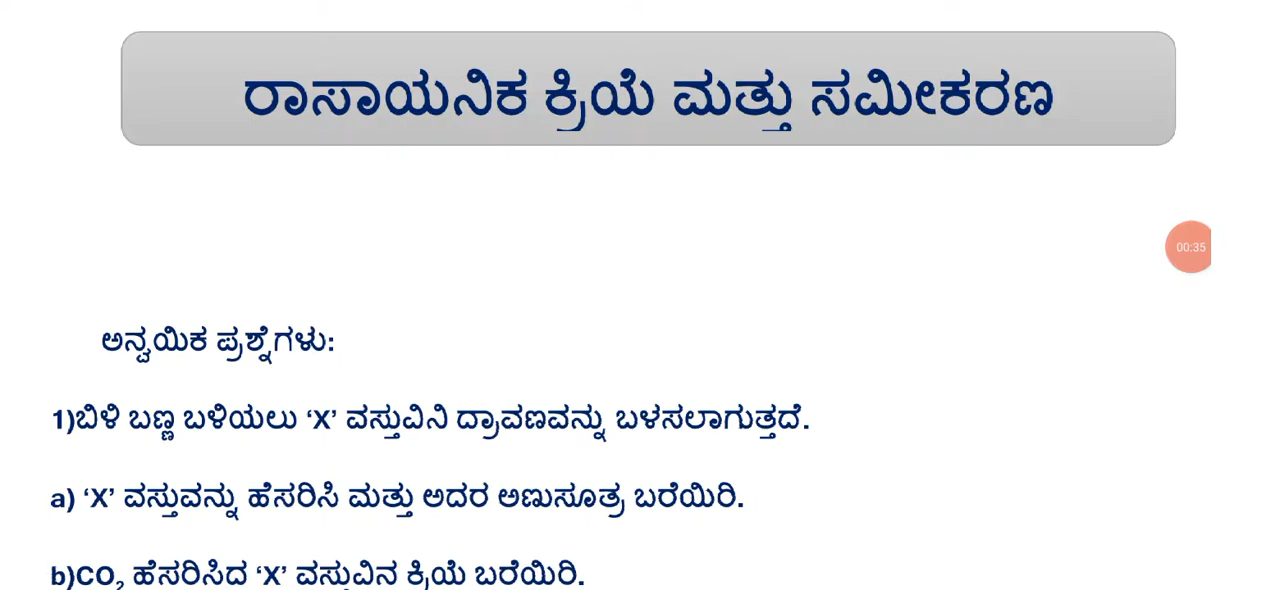 ರಾಸಾಯನಿಕ ಕ್ರಿಯೆ ಮತ್ತು ಸಮೀಕರಣ
00:35
ಅನ್ವಯಿಕ ಪ್ರಶ್ನೆಗಳು:
1)ಬಿಳಿ ಬಣ್ಣ ಬಳಿಯಲು ‘X’ ವಸ್ತುವಿನಿ ದ್ರಾವಣವನ್ನು ಬಳಸಲಾಗುತ್ತದೆ.
a) ‘X’ ವಸ್ತುವನ್ನು ಹೆಸರಿಸಿ ಮತ್ತು ಅದರ ಅಣುಸೂತ್ರ ಬರೆಯಿರಿ.
b)CO₂ ಹೆಸರಿಸಿದ ‘X’ ವಸ್ತುವಿನ ಕ್ರಿಯೆ ಬರೆಯಿರಿ.